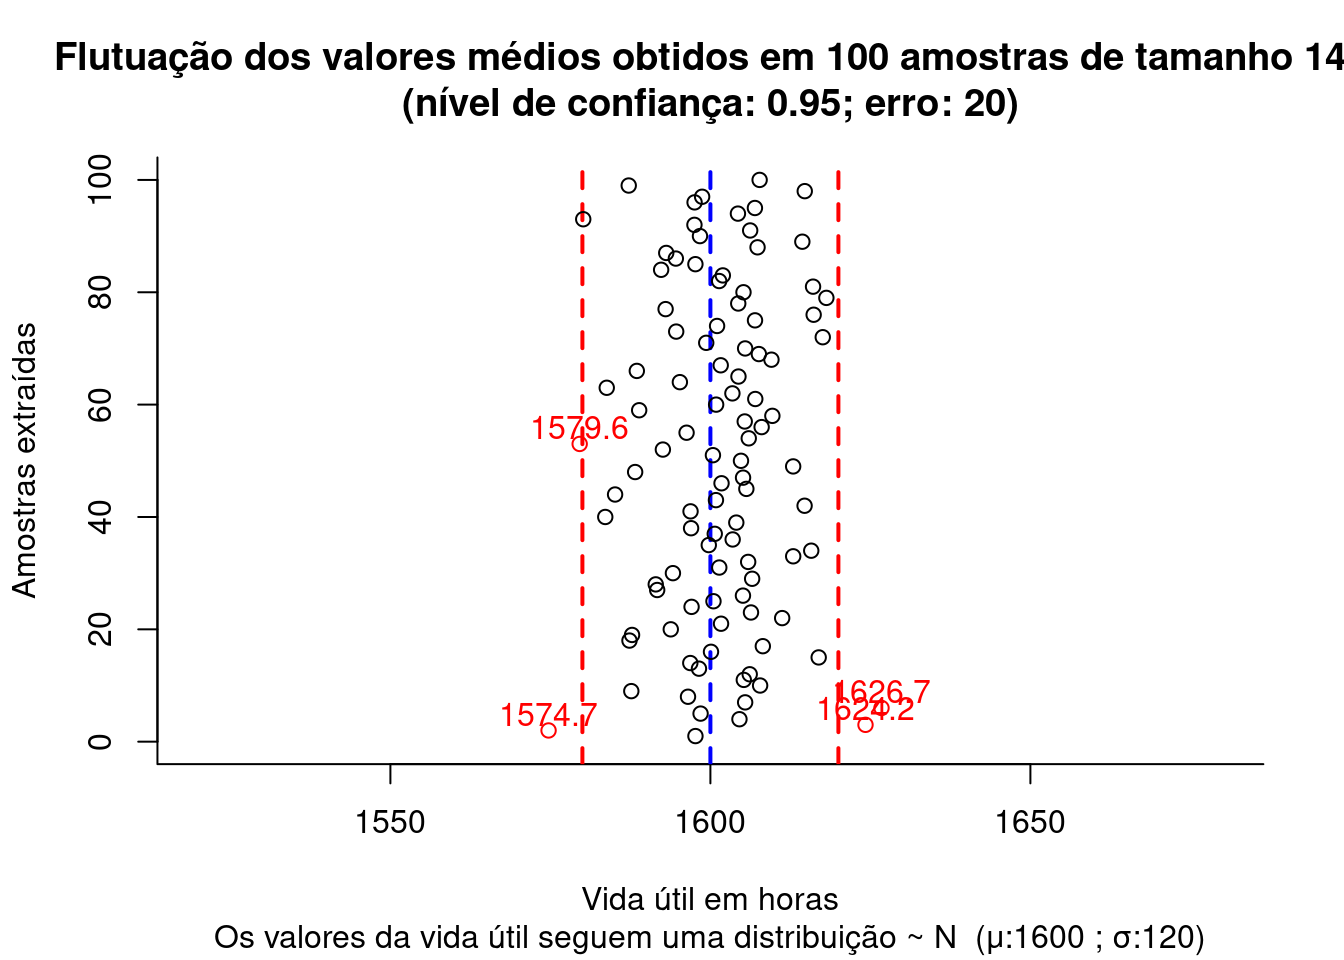 Flutuação dos valores médios obtidos em 100 amostras de tamanho 14
(nível de confiança: 0.95; erro: 20)
Amostras extraídas
100
80
60
40
20
0
1579.6
1574.7
1626.7
1624.2
1550
1600
1650
Vida útil em horas
Os valores da vida útil seguem uma distribuição ~ N (μ:1600 ; σ:120)